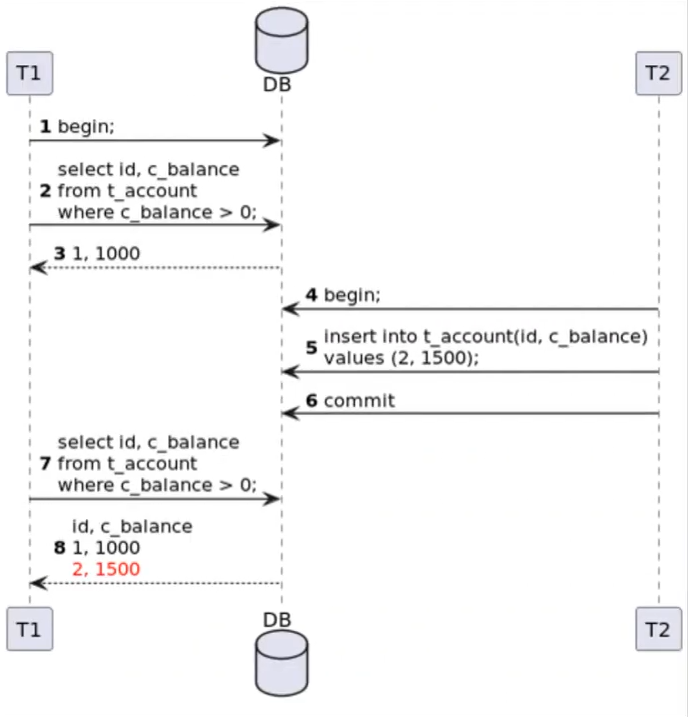 DB
T1
T2
1 begin;
select id, c_balance
2 from t_account
where c_balance > 0;
3 1, 1000
4 begin;
insert into t_account(id, c_balance)
5
values (2, 1500);
6 commit
select id, c_balance
7 from t_account
where c_balance > 0;
id, c_balance
8 1, 1000
2, 1500
DB
T1
T2